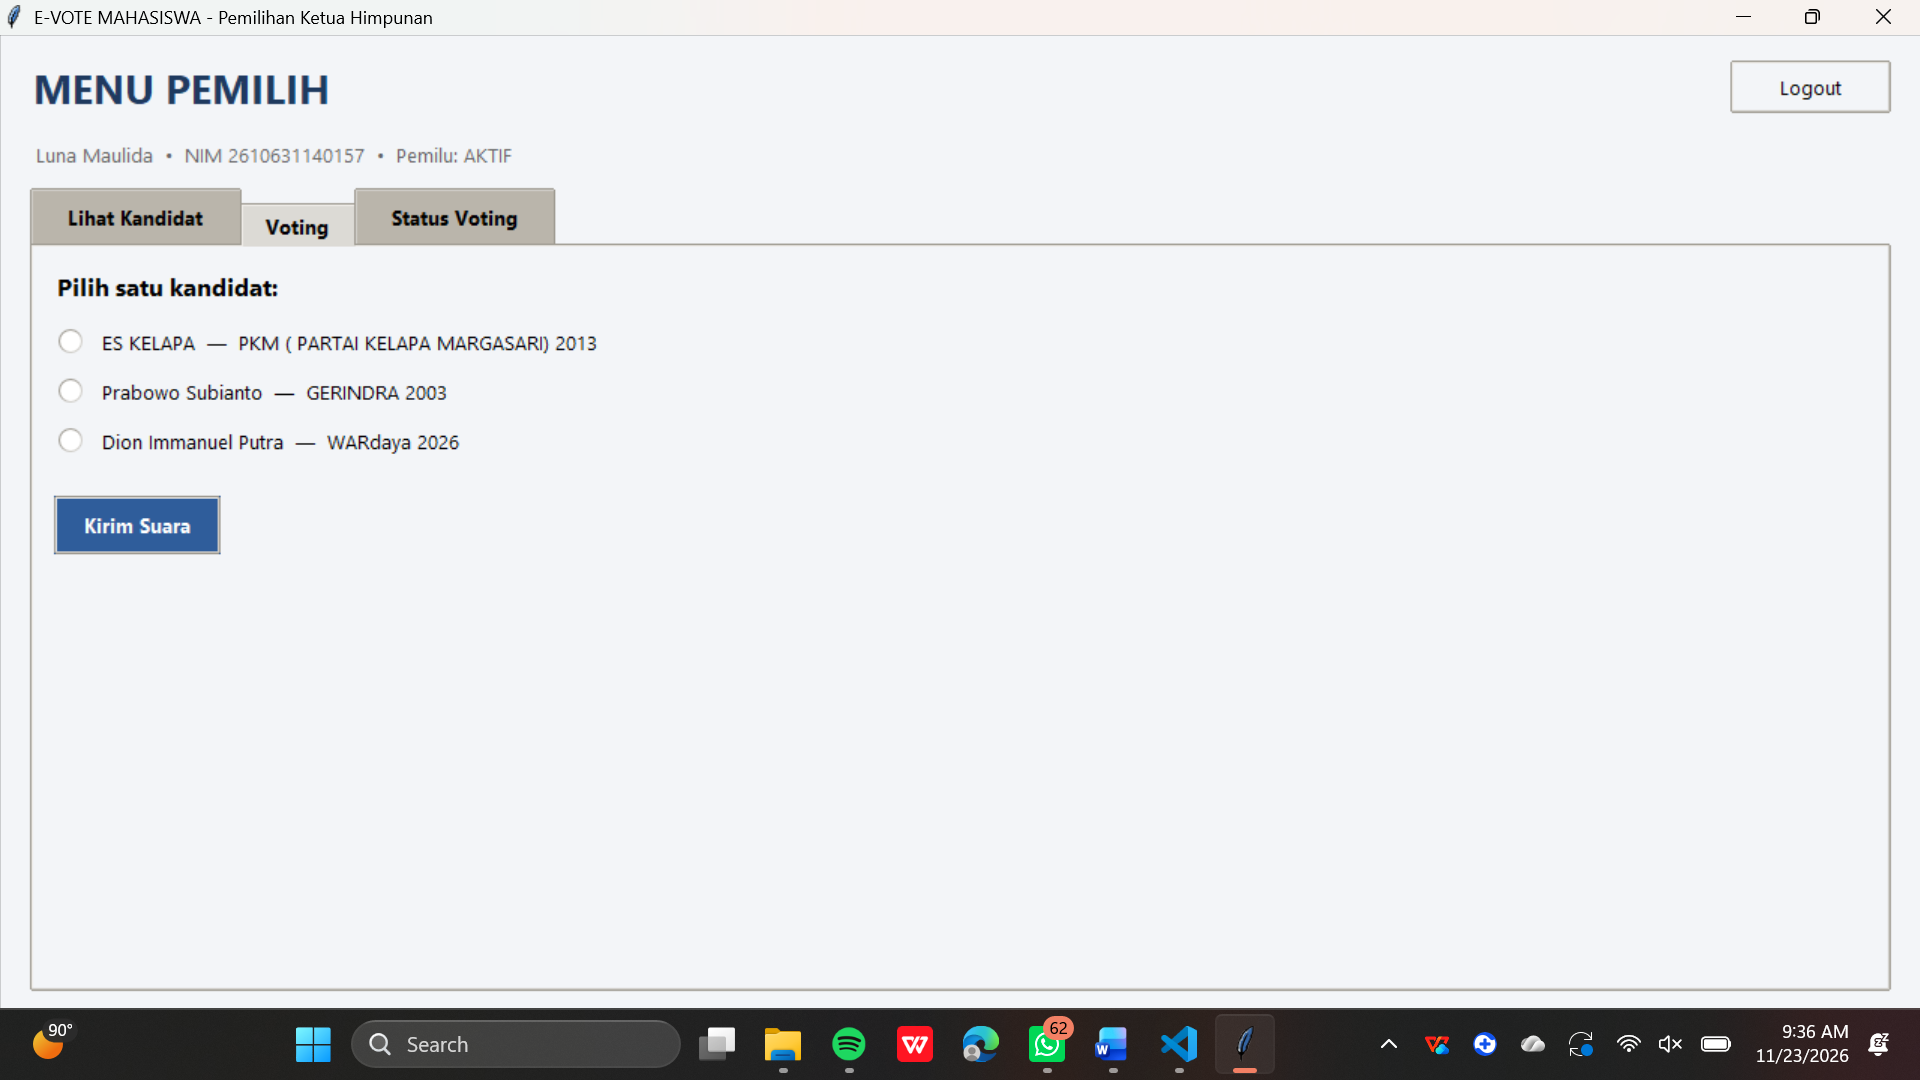 E-VOTE MAHASISWA - Pemilihan Ketua Himpunan
MENU PEMILIH
Logout
Luna Maulida • NIM 2610631140157 • Pemilu: AKTIF
Lihat Kandidat
Voting
Status Voting
Pilih satu kandidat:
ES KELAPA — PKM ( PARTAI KELAPA MARGASARI) 2013
Prabowo Subianto — GERINDRA 2003
Dion Immanuel Putra — WARdaya 2026
Kirim Suara
90°
Search
62
9:36 AM
11/23/2026